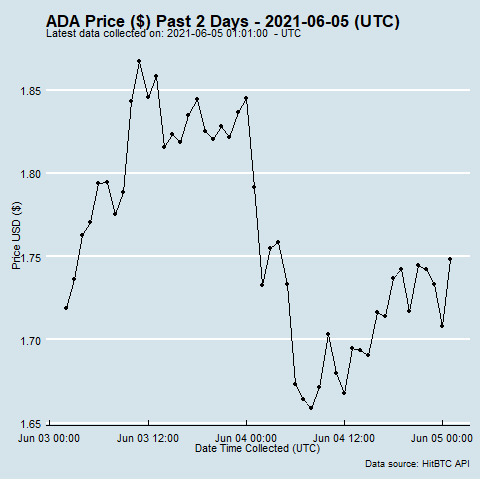 ADA Price ($) Past 2 Days - 2021-06-05 (UTC)
Latest data collected on: 2021-06-05 01:01:00 - UTC
1.85
1.80
1.75
1.70
1.65
Price USD ($)
Jun 03 00:00 Jun 03 12:00 Jun 04 00:00 Jun 04 12:00 Jun 05 00:00
Date Time Collected (UTC)
Data source: HitBTC API